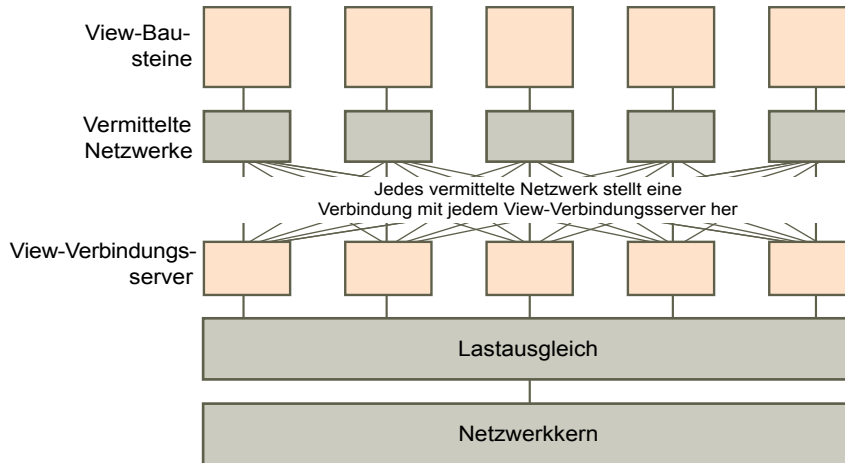 View-Bau-
steine
Vermittelte
Netzwerke
Jedes vermittelte Netzwerk stellt eine
Verbindung mit jedem View-Verbindungsserver her
View-Verbindungs-
server
Lastausgleich
Netzwerkkern